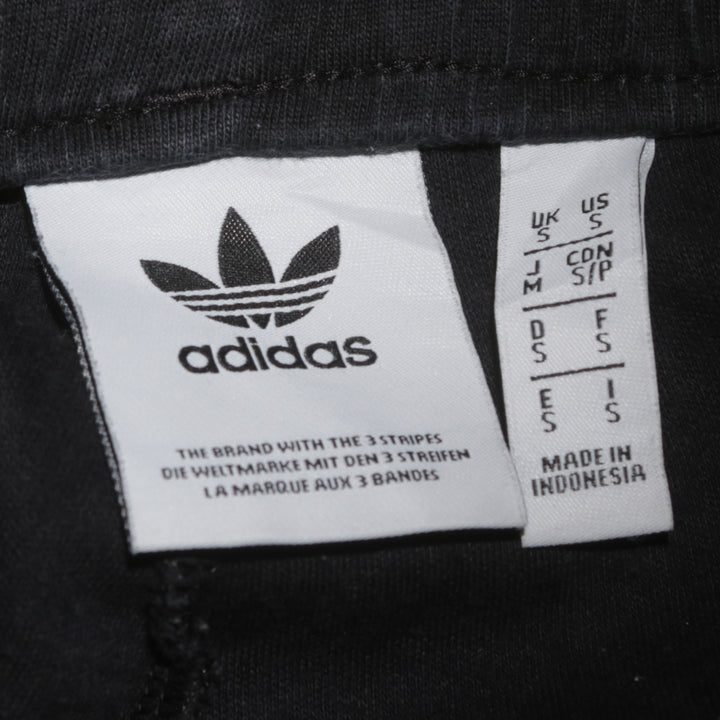 adidas
THE BRAND WITH THE 3 STRIPES
DIE WELTMARKE MIT DEN 3 STREIFEN
LA MARQUE AUX 3 BANDES
UK US
S S
J CDN
M S/P
D F
S S
E I
S S
MADE IN
INDONESIA